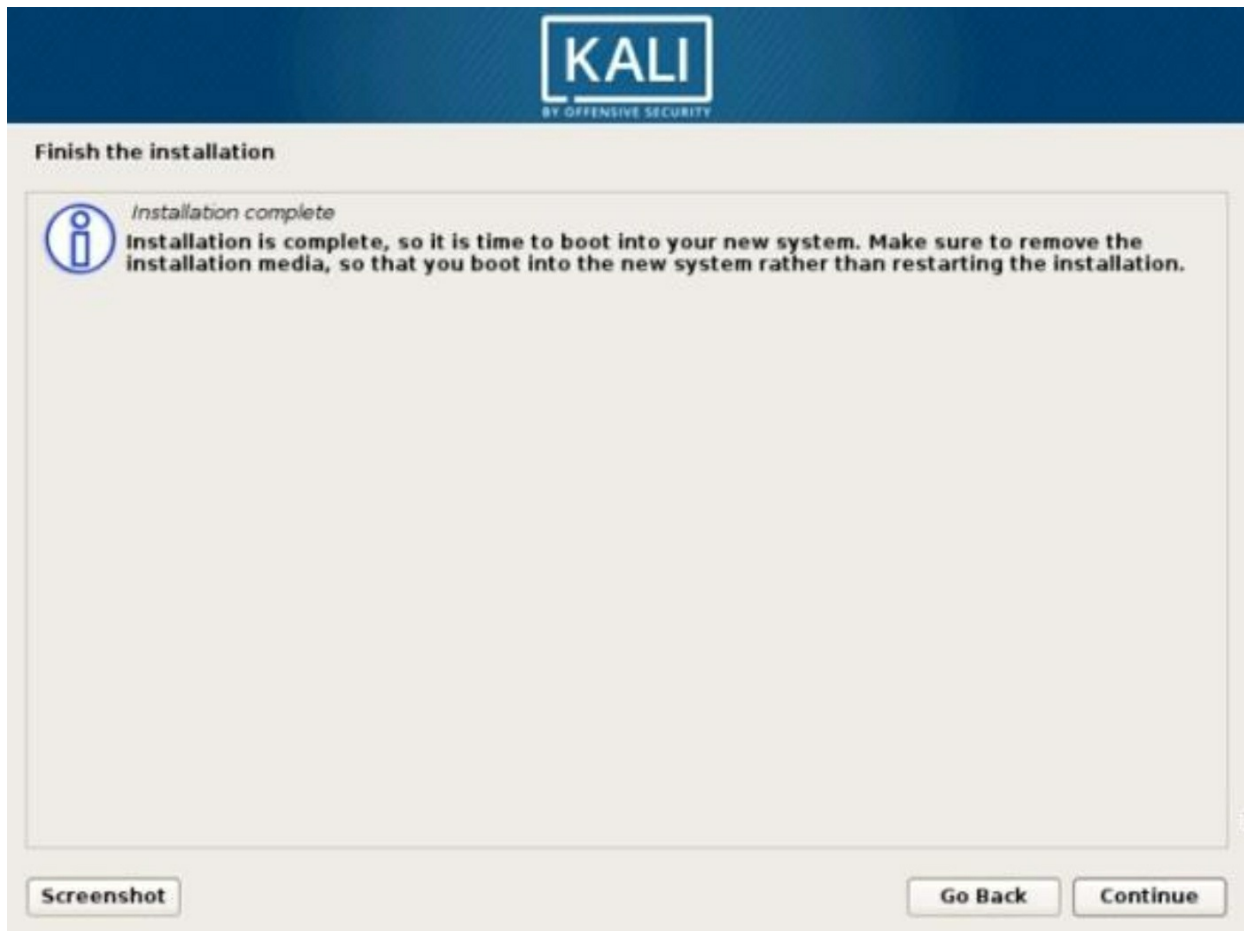 KALI
BY OFFENSIVE SECURITY
Finish the installation
Installation complete
Installation is complete, so it is time to boot into your new system. Make sure to remove the
installation media, so that you boot into the new system rather than restarting the installation.
Screenshot
Go Back
Continue